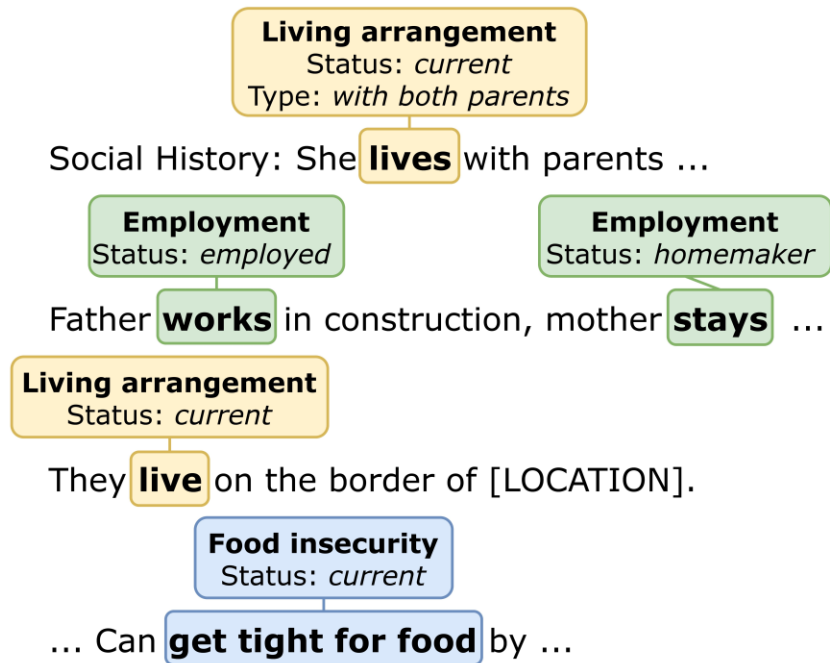 Living arrangement
Status: current
Type: with both parents
Social History: She lives with parents ...
Employment
Status: employed
Employment
Status: homemaker
Father works in construction, mother stays ...
Living arrangement
Status: current
They live on the border of [LOCATION].
Food insecurity
Status: current
... Can get tight for food by ...